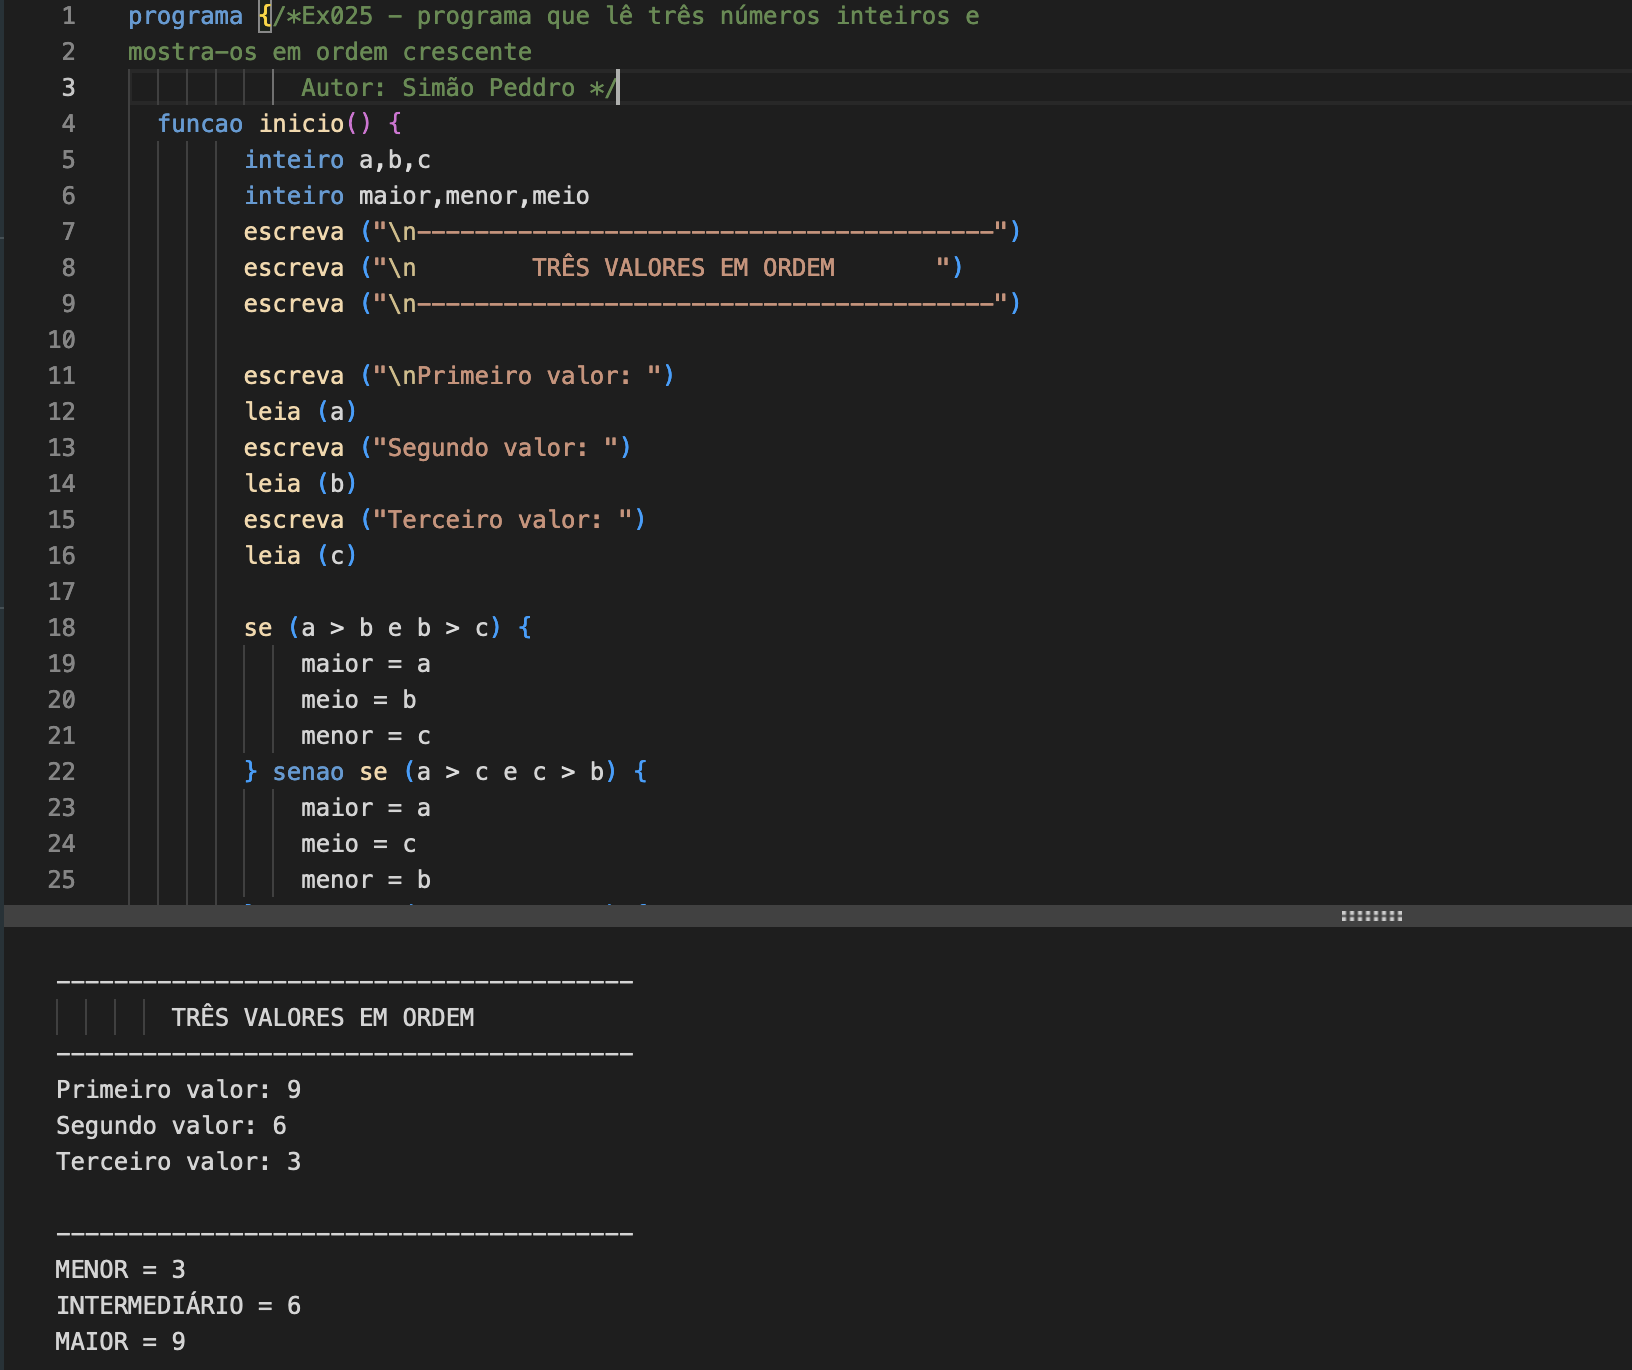 1 programa {/*Ex025 - programa que lê três números inteiros e
2 mostra-os em ordem crescente
3 Autor: Simão Peddro */
4 funcao inicio() {
5 inteiro a,b,c
6 inteiro maior,menor,meio
7 escreva ("\n----------------------------------------")
8 escreva ("\n        TRÊS VALORES EM ORDEM       ")
9 escreva ("\n----------------------------------------")
10
11 escreva ("\nPrimeiro valor: ")
12 leia (a)
13 escreva ("Segundo valor: ")
14 leia (b)
15 escreva ("Terceiro valor: ")
16 leia (c)
17
18 se (a > b e b > c) {
19 maior = a
20 meio = b
21 menor = c
22 } senao se (a > c e c > b) {
23 maior = a
24 meio = c
25 menor = b
----------------------------------------
TRÊS VALORES EM ORDEM
----------------------------------------
Primeiro valor: 9
Segundo valor: 6
Terceiro valor: 3
----------------------------------------
MENOR = 3
INTERMEDIÁRIO = 6
MAIOR = 9